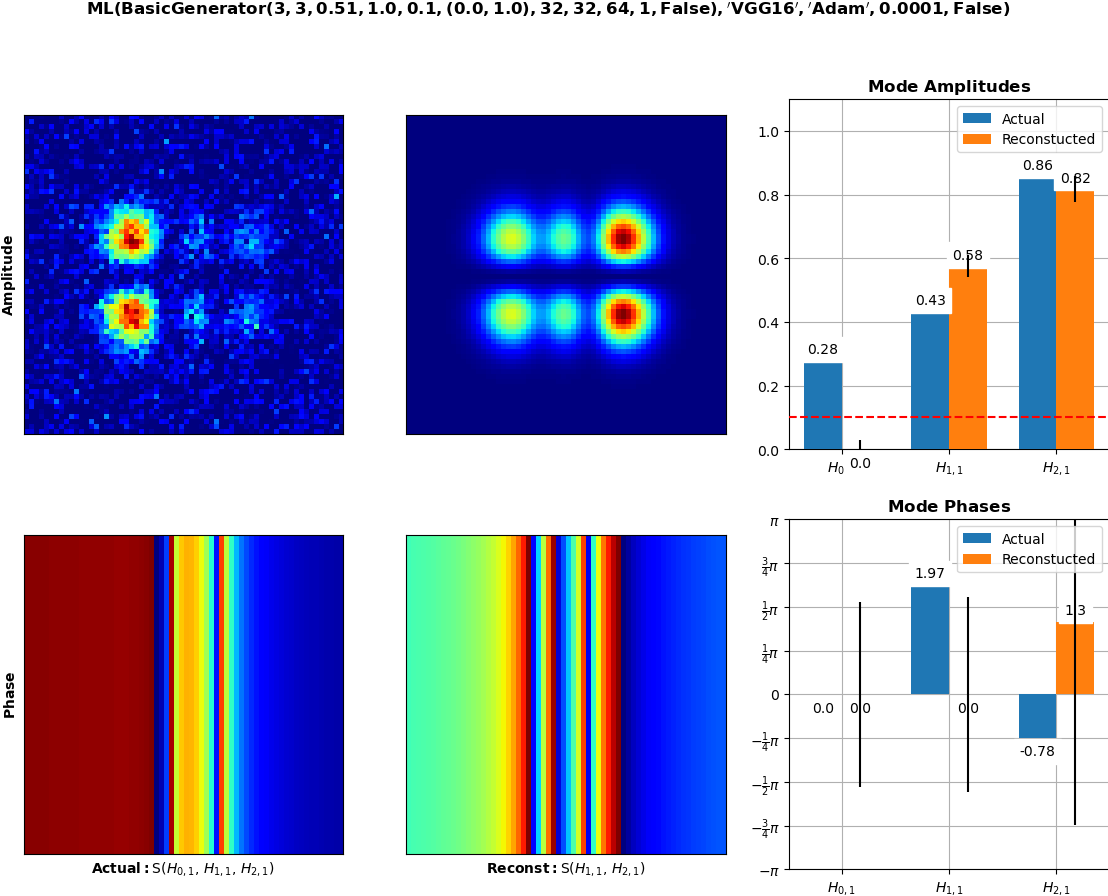 ML(BasicGenerator(3, 3, 0.51, 1.0, 0.1, (0.0, 1.0), 32, 32, 64, 1, False), ′VGG16′, ′Adam′, 0.0001, False)
Amplitude
Mode Amplitudes
Actual
Reconstucted
1.0
0.8
0.6
0.4
0.2
0.0
0.28
0.0
0.43
0.58
0.86
0.82
H₀
H₁,₁
H₂,₁
Phase
Actual: S(H₀,₁, H₁,₁, H₂,₁)
Reconst: S(H₁,₁, H₂,₁)
Mode Phases
Actual
Reconstucted
π
3/4π
1/2π
1/4π
0
−1/4π
−1/2π
−3/4π
−π
0.0
0.0
1.97
0.0
-0.78
1.3
H₀,₁
H₁,₁
H₂,₁